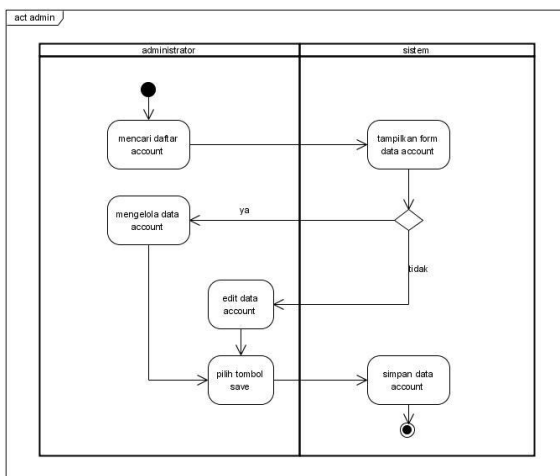 act admin
administrator
sistem
mencari daftar
account
tampilkan form
data account
mengelola data
account
ya
tidak
edit data
account
pilih tombol
save
simpan data
account